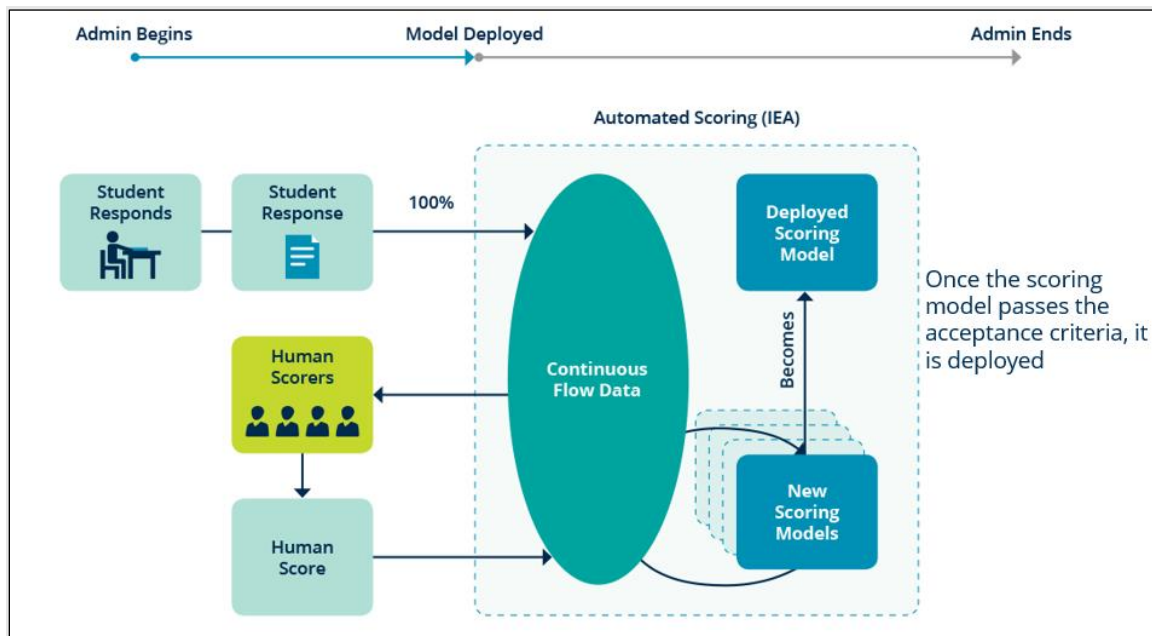 Admin Begins
Model Deployed
Admin Ends
Automated Scoring (IEA)
Student
Responds
Student
Response
100%
Deployed
Scoring
Model
Once the scoring
model passes the
acceptance criteria, it
is deployed
Becomes
Human
Scorers
Continuous
Flow Data
New
Scoring
Models
Human
Score